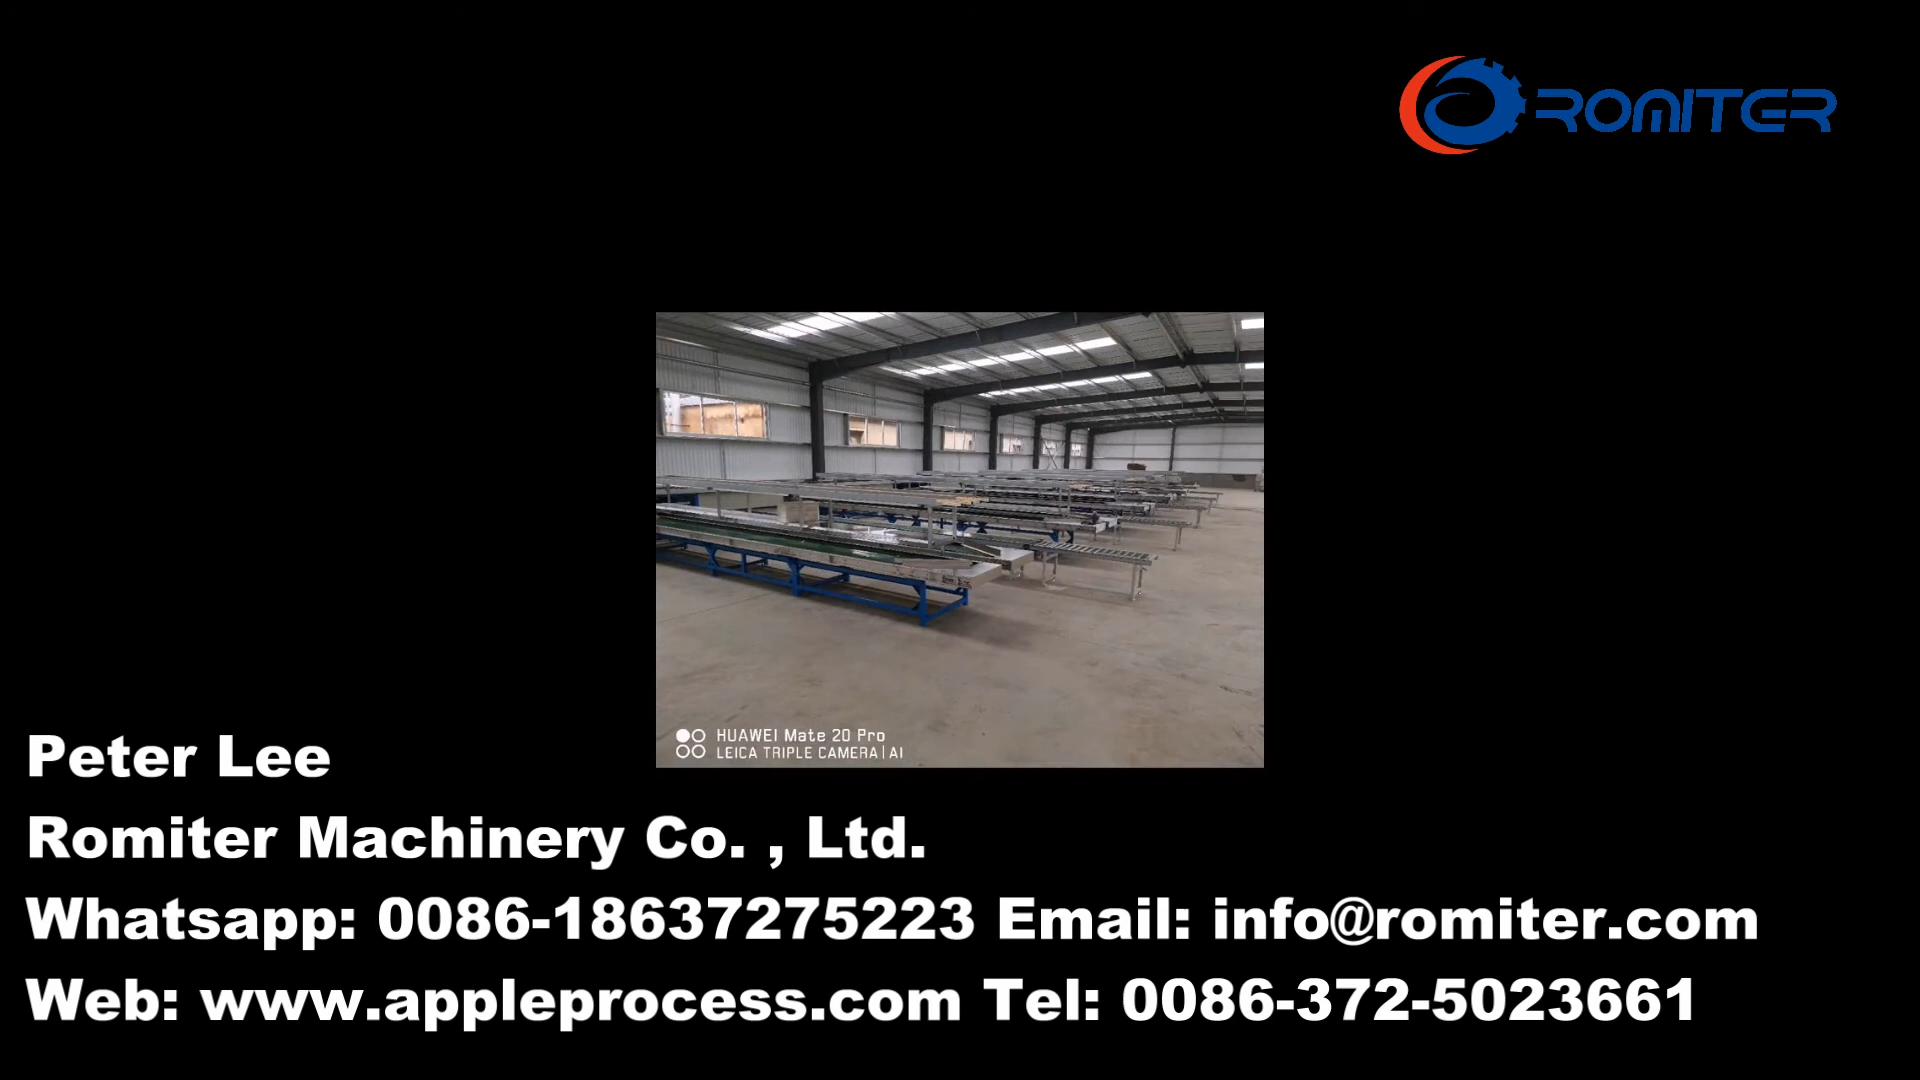 ROMITER
HUAWEI Mate 20 Pro
LEICA TRIPLE CAMERA | AI
Peter Lee
Romiter Machinery Co. , Ltd.
Whatsapp: 0086-18637275223 Email: info@romiter.com
Web: www.appleprocess.com Tel: 0086-372-5023661